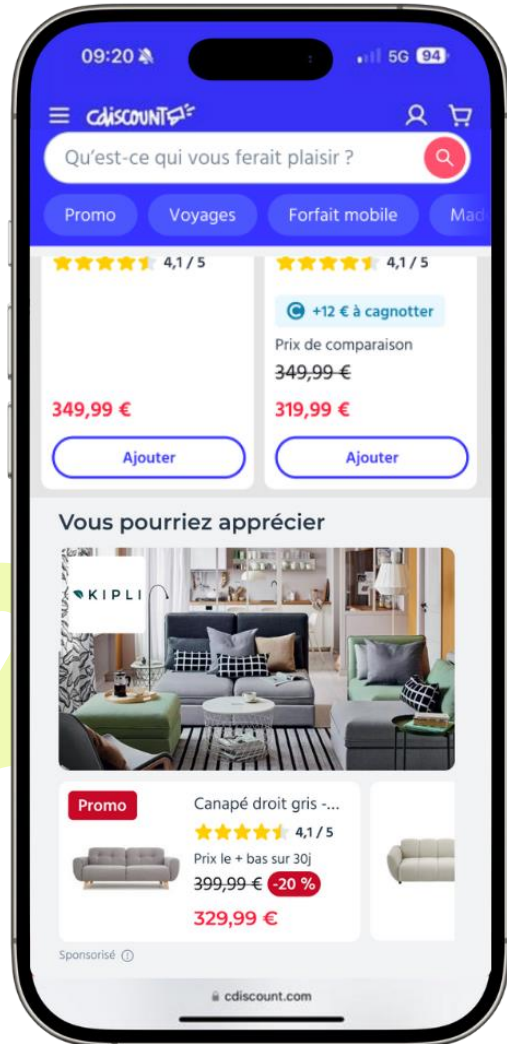 09:20
5G 94
cdiscount
Qu'est-ce qui vous ferait plaisir ?
Promo Voyages Forfait mobile Mad
4,1 / 5 4,1 / 5
C +12 € à cagnotter
Prix de comparaison
349,99 €
349,99 € 319,99 €
Ajouter Ajouter
Vous pourriez apprécier
KIPLI
Promo Canapé droit gris -...
4,1 / 5
Prix le + bas sur 30j
399,99 € -20 %
329,99 €
Sponsorisé
cdiscount.com